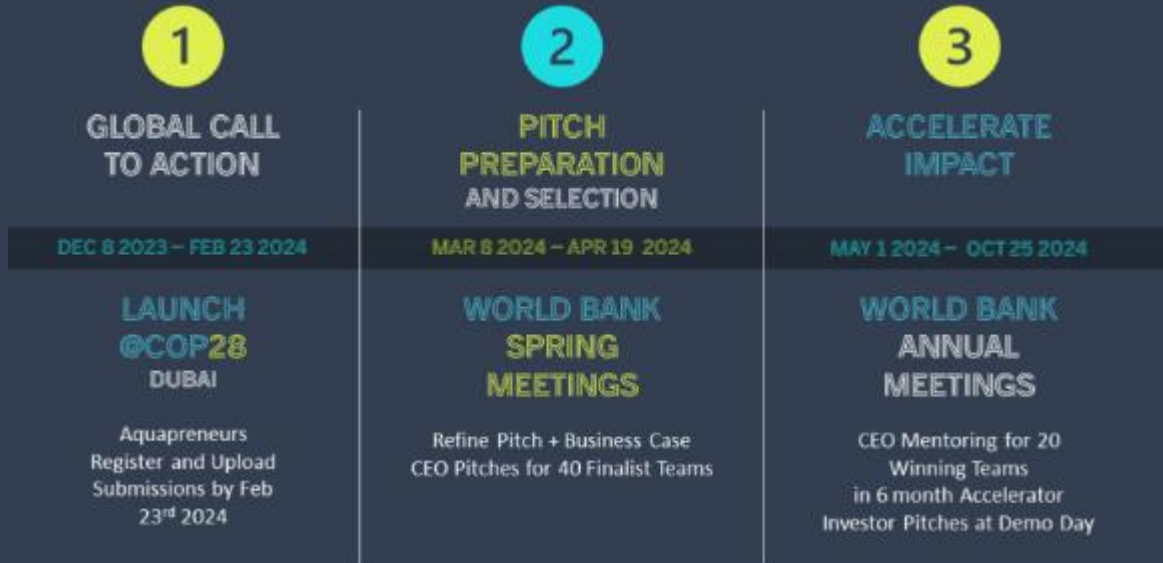 1
GLOBAL CALL
TO ACTION
DEC 8 2023 – FEB 23 2024
LAUNCH
@COP28
DUBAI
Aquapreneurs
Register and Upload
Submissions by Feb
23rd 2024
2
PITCH
PREPARATION
AND SELECTION
MAR 8 2024 – APR 19 2024
WORLD BANK
SPRING
MEETINGS
Refine Pitch + Business Case
CEO Pitches for 40 Finalist Teams
3
ACCELERATE
IMPACT
MAY 1 2024 – OCT 25 2024
WORLD BANK
ANNUAL
MEETINGS
CEO Mentoring for 20
Winning Teams
in 6 month Accelerator
Investor Pitches at Demo Day